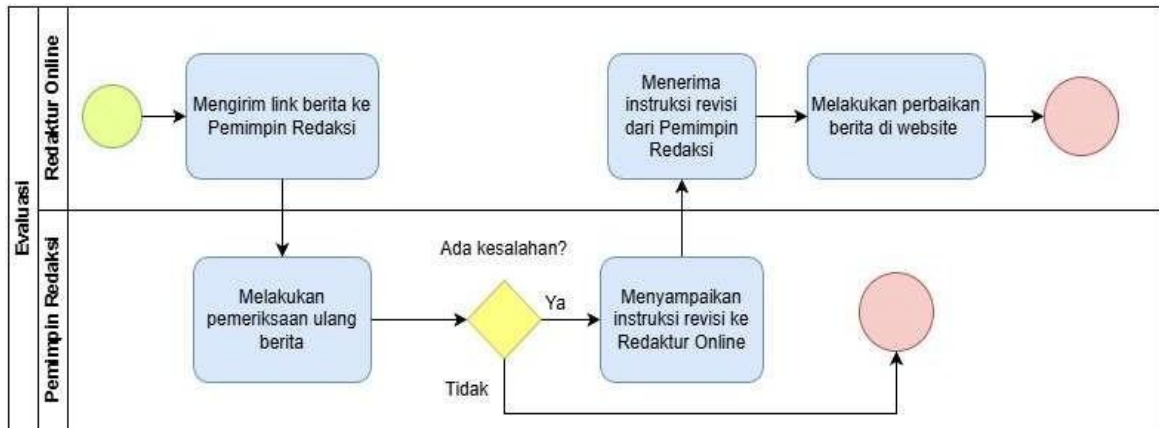 Evaluasi
Redaktur Online
Mengirim link berita ke
Pemimpin Redaksi
Menerima
instruksi revisi
dari Pemimpin
Redaksi
Melakukan perbaikan
berita di website
Pemimpin Redaksi
Melakukan
pemeriksaan ulang
berita
Ada kesalahan?
Ya
Tidak
Menyampaikan
instruksi revisi ke
Redaktur Online